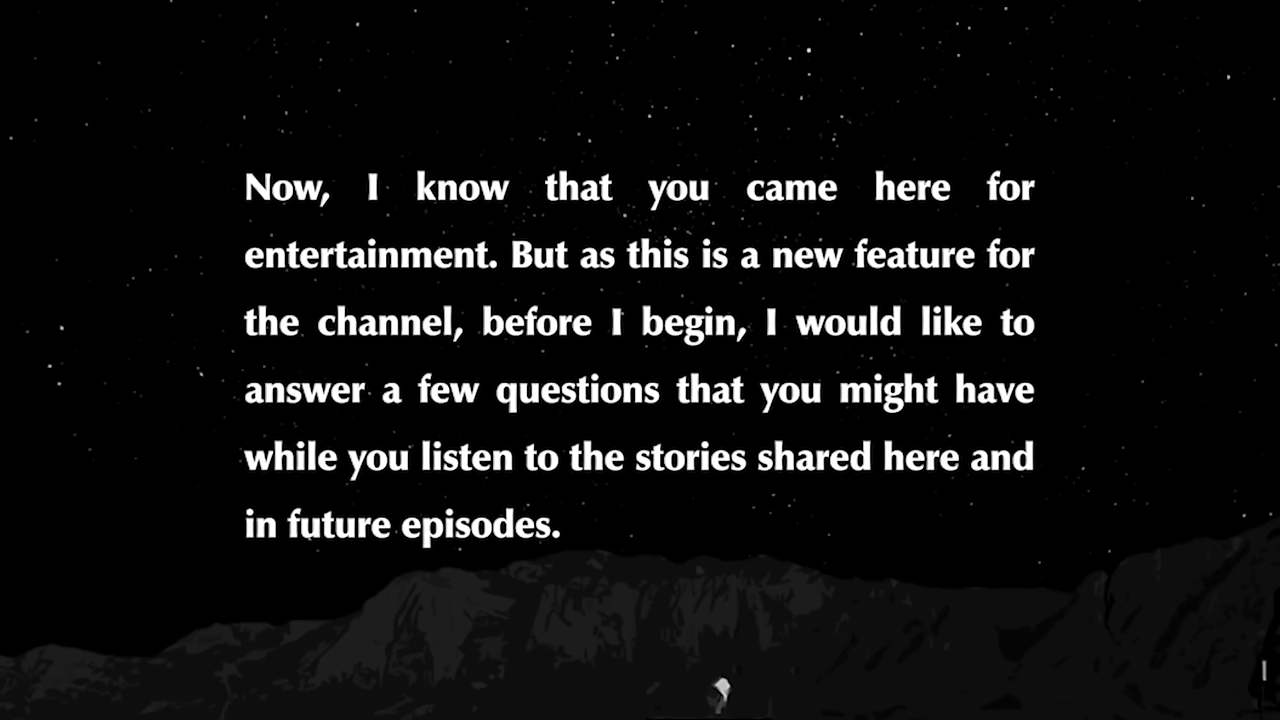 Now, I know that you came here for
entertainment. But as this is a new feature for
the channel, before I begin, I would like to
answer a few questions that you might have
while you listen to the stories shared here and
in future episodes.